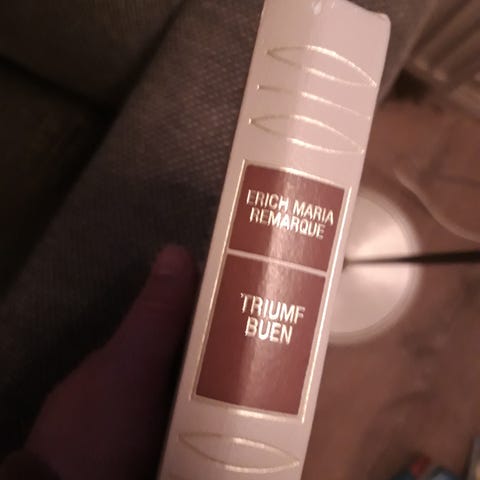 ERICH MARIA
REMARQUE
TRIUMF
BUEN